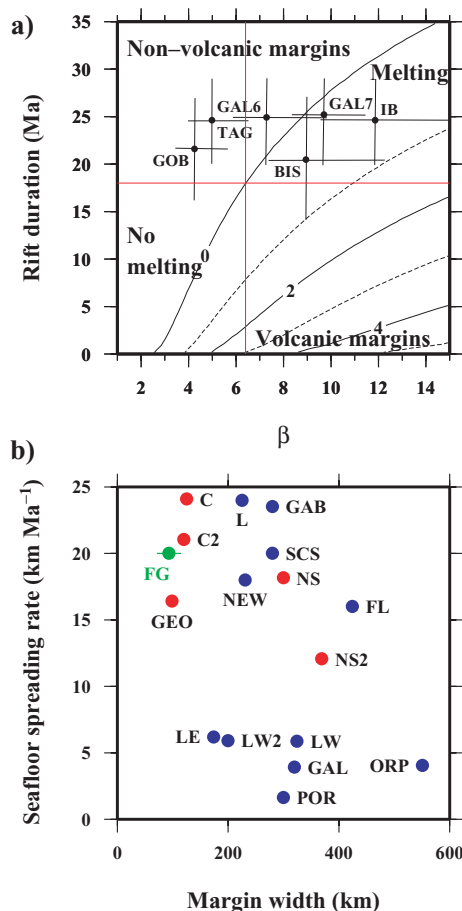 a)
35
30
25
20
15
10
5
0
Rift duration (Ma)
Non–volcanic margins
Melting
GAL6
GAL7
IB
TAG
GOB
BIS
No
melting
0
2
4
Volcanic margins
2 4 6 8 10 12 14
β
b)
25
20
15
10
5
0
Seafloor spreading rate (km Ma⁻¹)
C
L
GAB
C2
SCS
FG
NEW
NS
GEO
FL
NS2
LE
LW2
LW
GAL
ORP
POR
0 200 400 600
Margin width (km)